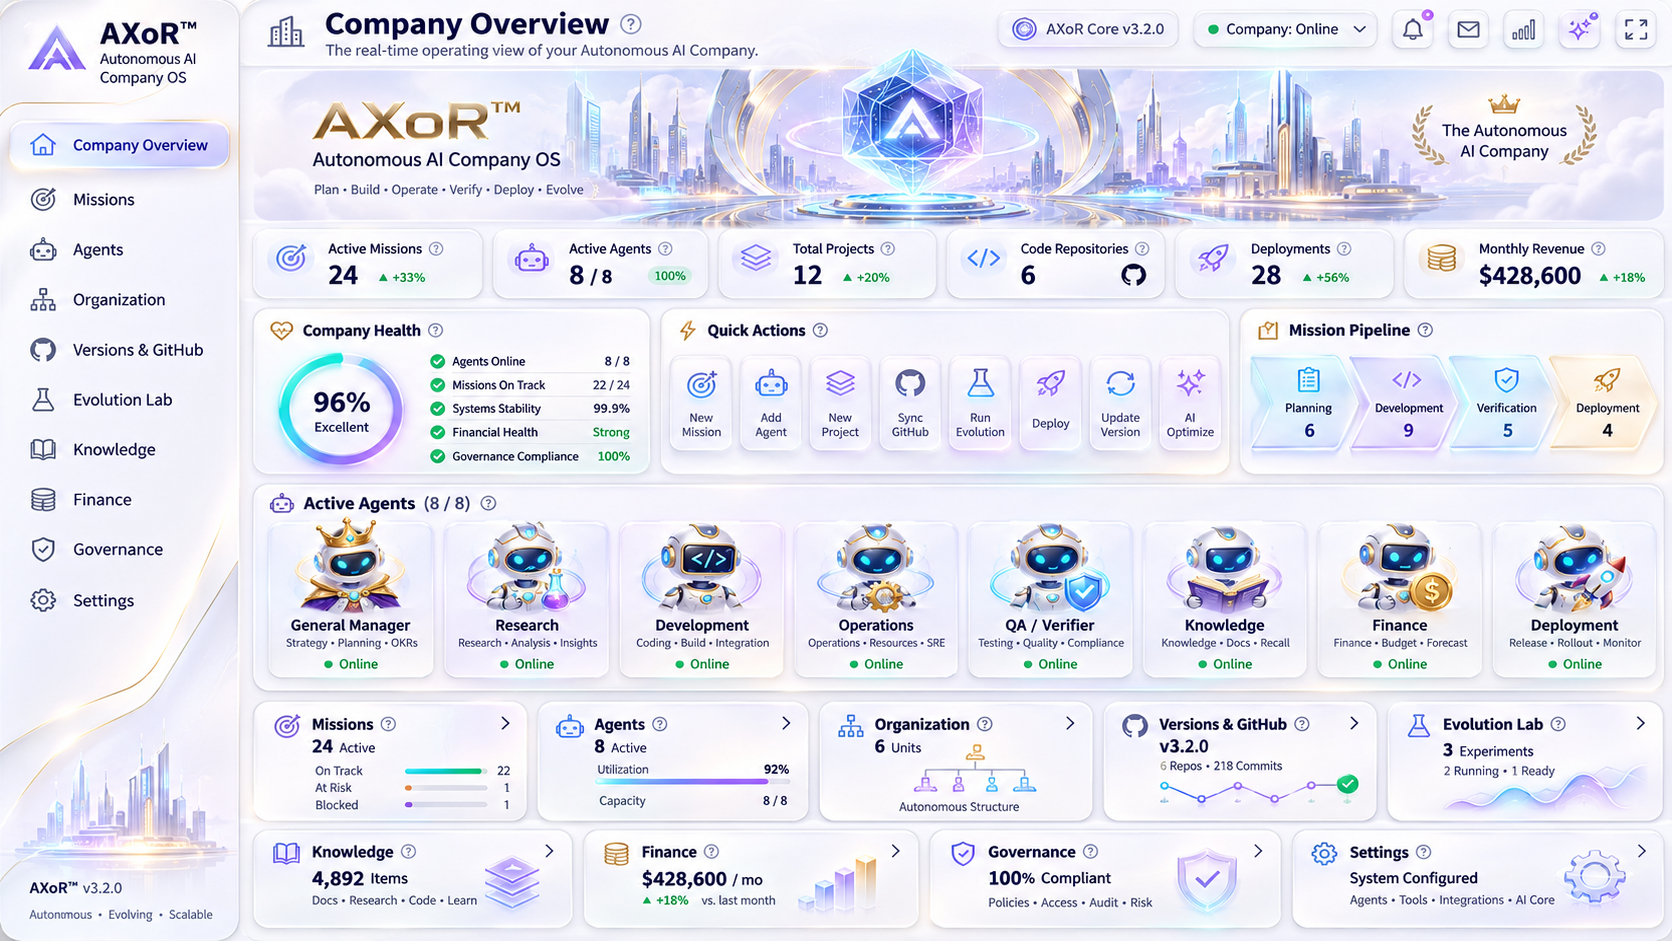 AXoR™
Autonomous AI
Company OS
Company Overview
Missions
Agents
Organization
Versions & GitHub
Evolution Lab
Knowledge
Finance
Governance
Settings
AXoR™ v3.2.0
Autonmous • Evolving • Scalable
Company Overview ?
The real-time operating view of your Autonomous AI Company.
AXoR Core v3.2.0
Company: Online
AXoR™
Autonomous AI Company OS
Plan • Build • Operate • Verify • Deploy • Evolve
The Autonomous
AI Company
Active Missions ?
24 ▲ +33%
Active Agents ?
8 / 8 100%
Total Projects ?
12 ▲ +20%
Code Repositories ?
6
Deployments ?
28 ▲ +56%
Monthly Revenue ?
$428,600 ▲ +18%
Company Health ?
96%
Excellent
Agents Online 8 / 8
Missions On Track 22 / 24
Systems Stability 99.9%
Financial Health Strong
Governance Compliance 100%
Quick Actions ?
New
Mission
Add
Agent
New
Project
Sync
GitHub
Run
Evolution
Deploy
Update
Version
AI
Optimize
Mission Pipeline ?
Planning
6
</> Development
9
Verification
5
Deployment
4
Active Agents (8 / 8) ?
General Manager
Strategy • Planning • OKRs
Online
Research
Research • Analysis • Insights
Online
</>
Development
Coding • Build • Integration
Online
Operations
Operations • Resources • SRE
Online
QA / Verifier
Testing • Quality • Compliance
Online
Knowledge
Knowledge • Docs • Recall
Online
$
Finance
Finance • Budget • Forecast
Online
Deployment
Release • Rollout • Monitor
Online
Missions ?
24 Active
On Track 22
At Risk 1
Blocked 1
Agents ?
8 Active
Utilization 92%
Capacity 8 / 8
Organization ?
6 Units
Autonomous Structure
Versions & GitHub ?
v3.2.0
6 Repos • 218 Commits
Evolution Lab ?
3 Experiments
2 Running • 1 Ready
Knowledge ?
4,892 Items
Docs • Research • Code • Learn
Finance ?
$428,600 / mo
▲ +18% vs. last month
Governance ?
100% Compliant
Policies • Access • Audit • Risk
Settings ?
System Configured
Agents • Tools • Integrations • AI Core